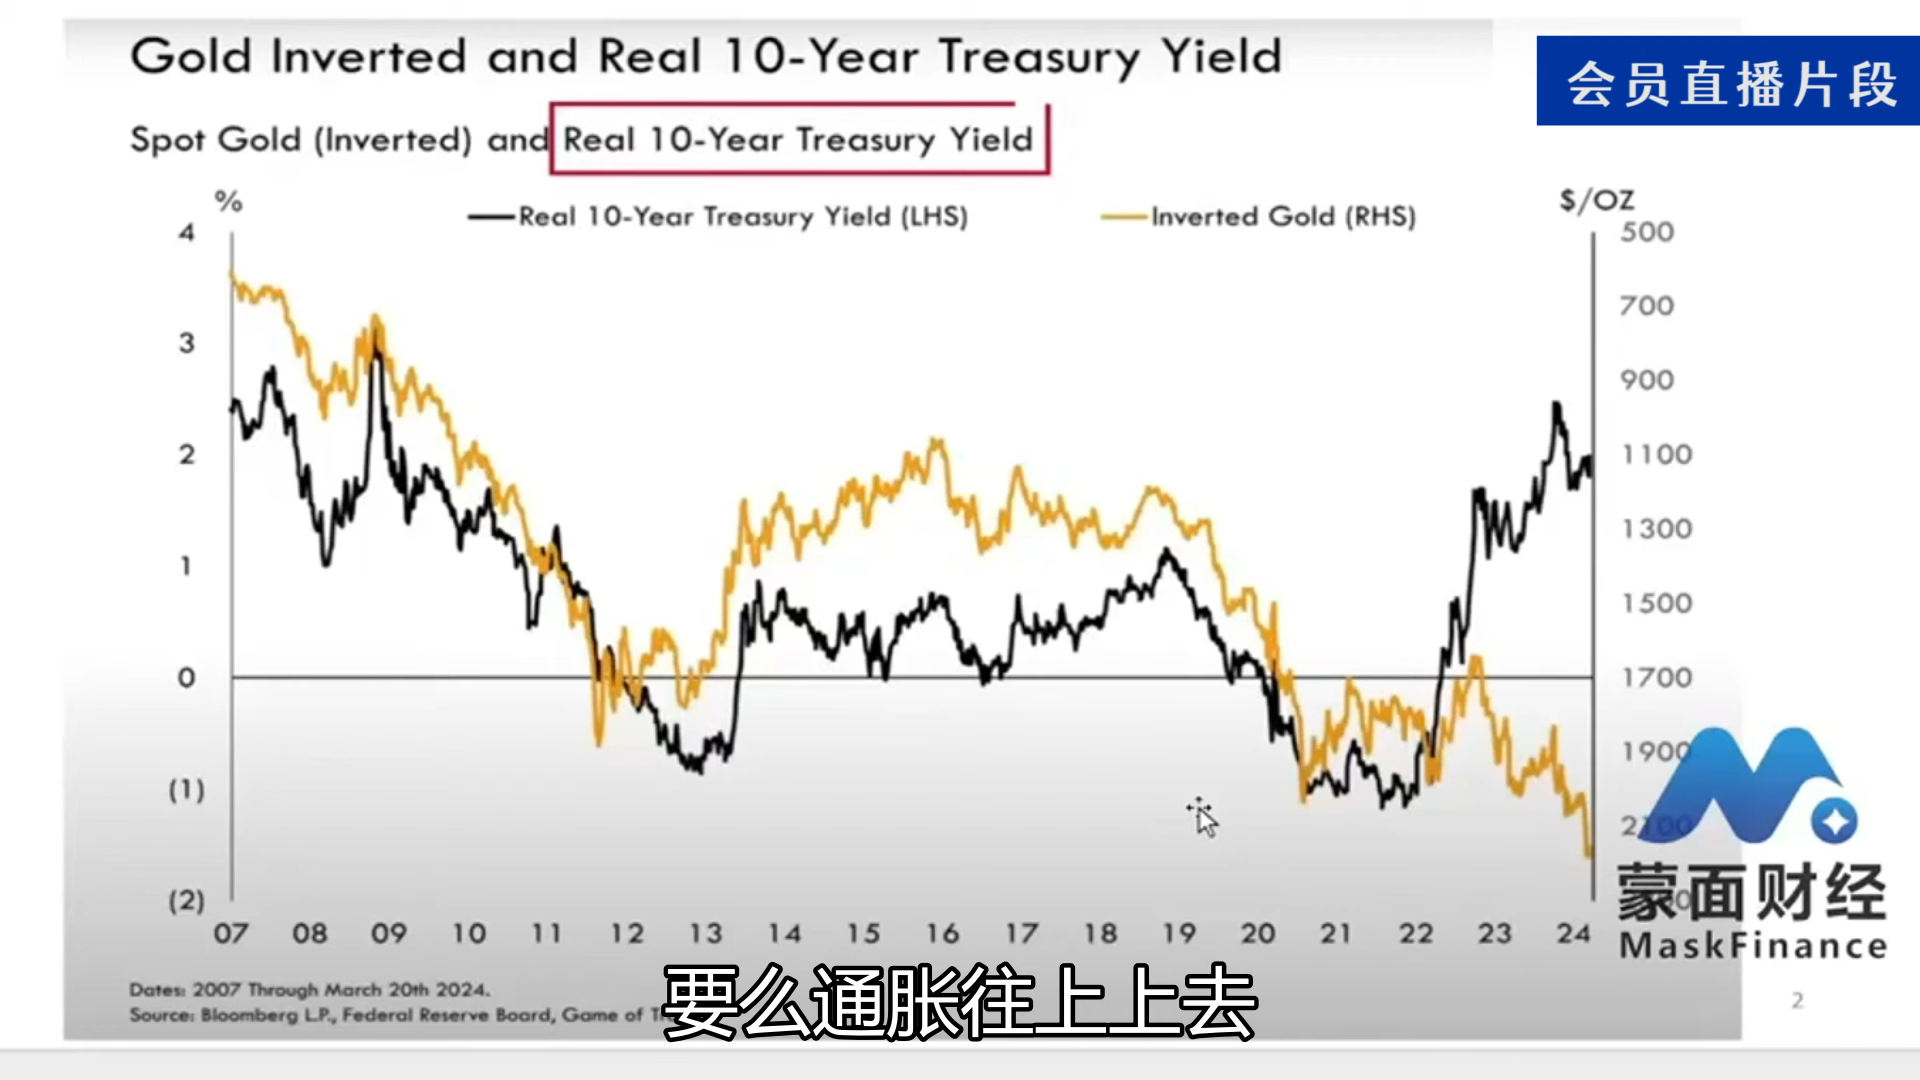 Gold Inverted and Real 10-Year Treasury Yield
会员直播片段
Spot Gold (Inverted) and Real 10-Year Treasury Yield
%
$/OZ
Real 10-Year Treasury Yield (LHS)
Inverted Gold (RHS)
4
3
2
1
0
(1)
(2)
500
700
900
1100
1300
1500
1700
1900
2100
07 08 09 10 11 12 13 14 15 16 17 18 19 20 21 22 23 24
蒙面财经
MaskFinance
Dates: 2007 Through March 20th 2024.
Source: Bloomberg L.P., Federal Reserve Board, Game of
要么通胀往上上去
2